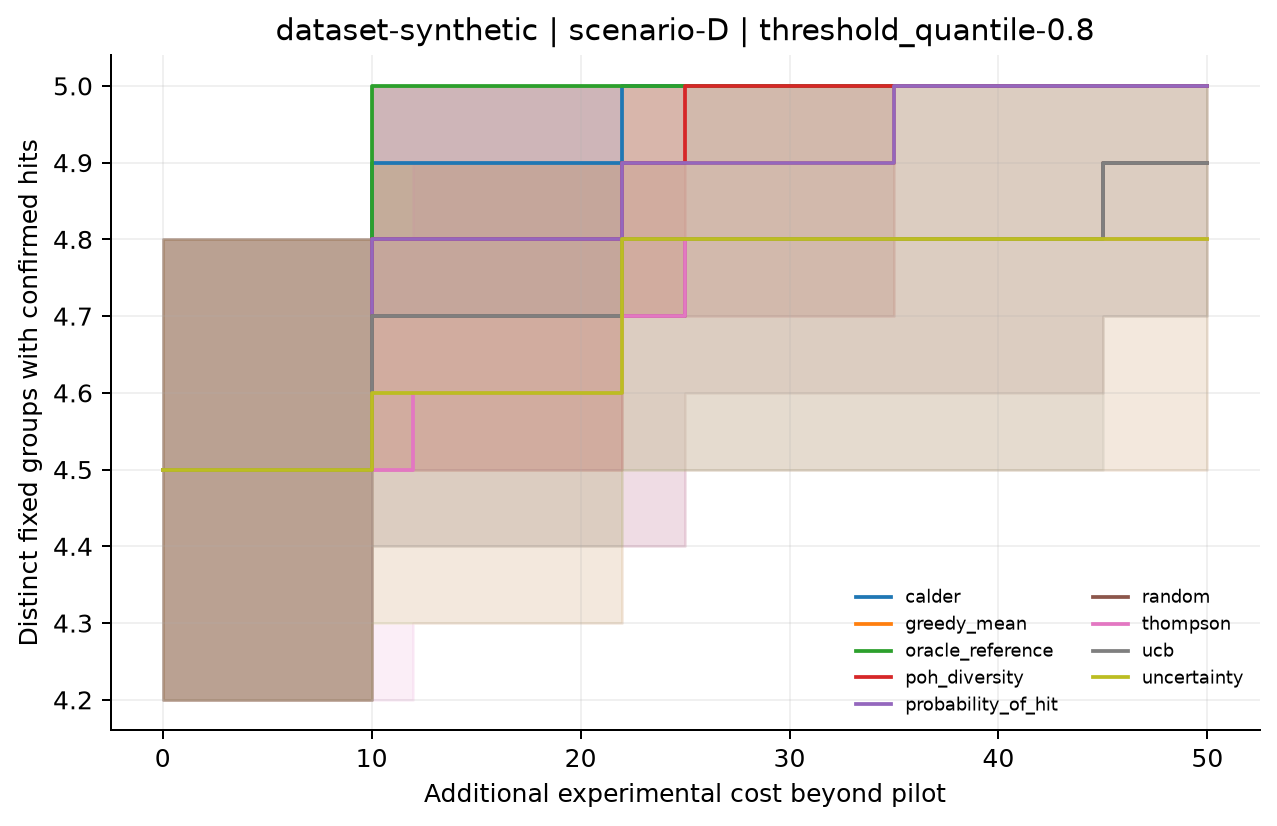 dataset-synthetic | scenario-D | threshold_quantile-0.8
Distinct fixed groups with confirmed hits
5.0
4.9
4.8
4.7
4.6
4.5
4.4
4.3
4.2
0 10 20 30 40 50
Additional experimental cost beyond pilot
calder
greedy_mean
oracle_reference
poh_diversity
probability_of_hit
random
thompson
ucb
uncertainty